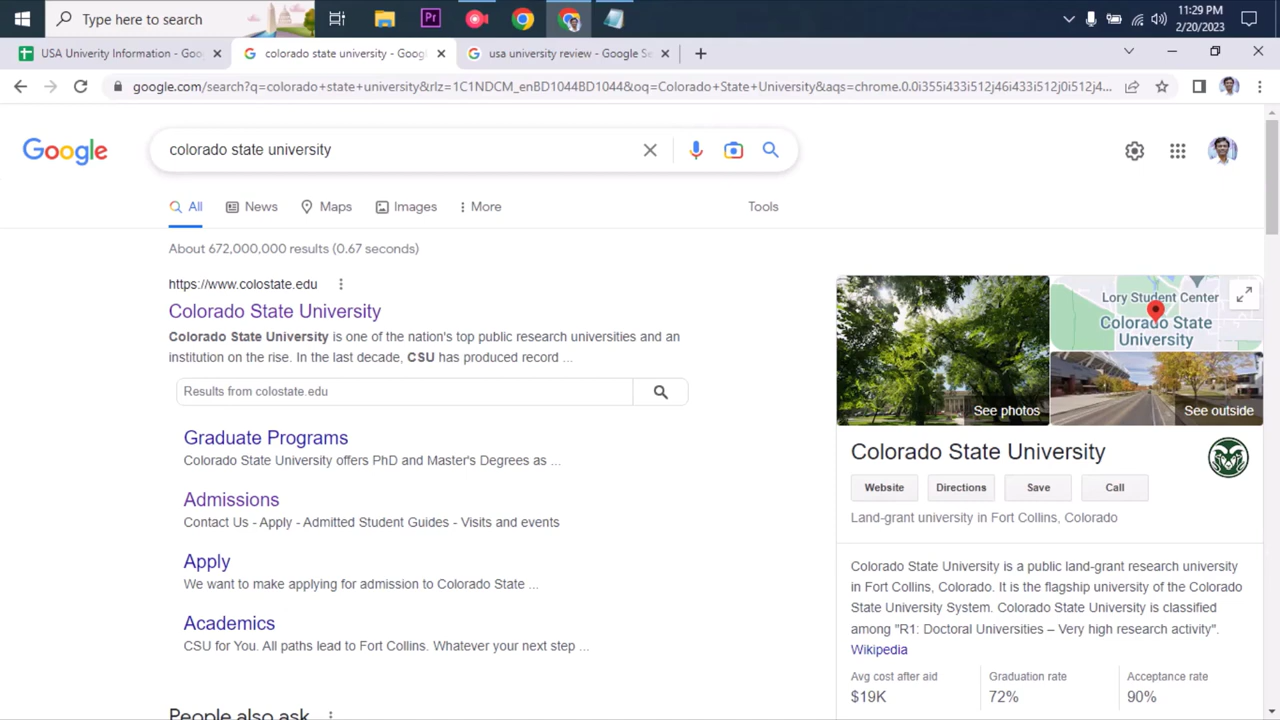 Type here to search
Pr
11:29 PM
2/20/2023
USA Univerity Information - Goo
colorado state university - Goog
usa university review - Google Se
google.com/search?q=colorado+state+university&rlz=1C1NDCM_enBD1044BD1044&oq=Colorado+State+University&aqs=chrome.0.0i355i433i512j46i433i512j0i512j4...
Google
colorado state university
All
News
Maps
Images
More
Tools
About 672,000,000 results (0.67 seconds)
https://www.colostate.edu
Colorado State University
Colorado State University is one of the nation's top public research universities and an
institution on the rise. In the last decade, CSU has produced record ...
Results from colostate.edu
Graduate Programs
Colorado State University offers PhD and Master's Degrees as ...
Admissions
Contact Us - Apply - Admitted Student Guides - Visits and events
Apply
We want to make applying for admission to Colorado State ...
Academics
CSU for You. All paths lead to Fort Collins. Whatever your next step ...
People also ask
See photos
Lory Student Center
Colorado State
University
See outside
Colorado State University
Website
Directions
Save
Call
Land-grant university in Fort Collins, Colorado
Colorado State University is a public land-grant research university
in Fort Collins, Colorado. It is the flagship university of the Colorado
State University System. Colorado State University is classified
among "R1: Doctoral Universities – Very high research activity".
Wikipedia
Avg cost after aid
$19K
Graduation rate
72%
Acceptance rate
90%